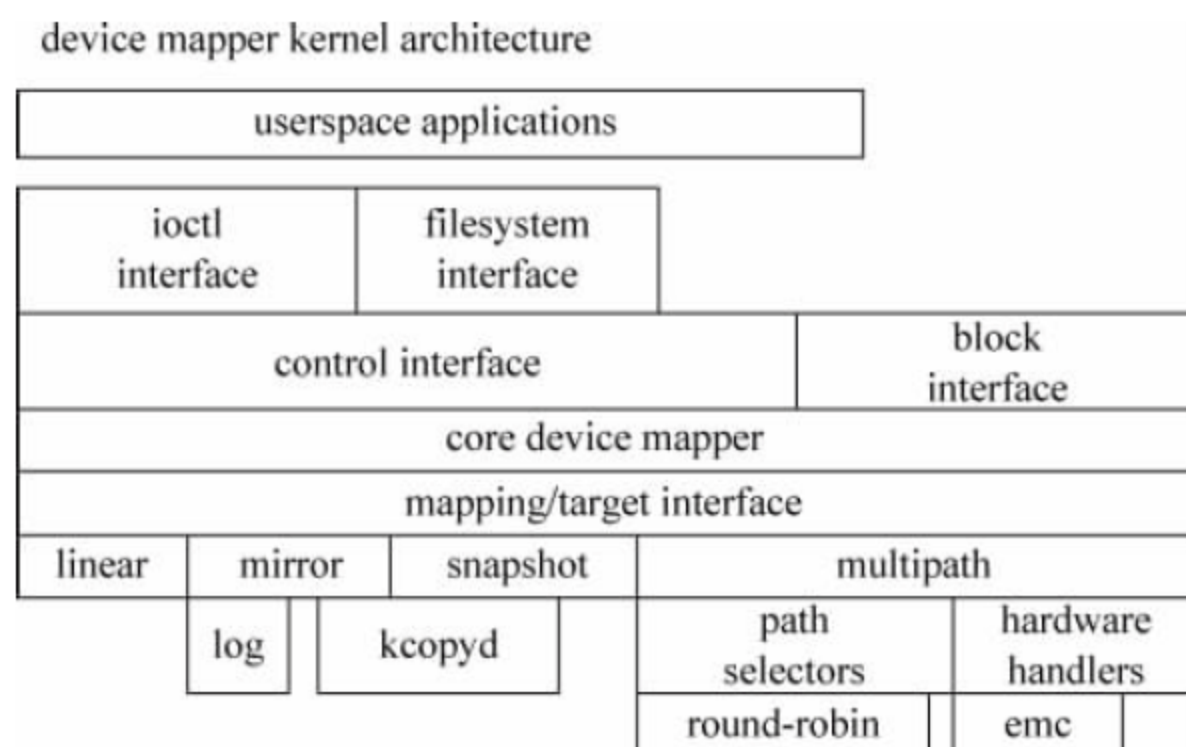 device mapper kernel architecture
userspace applications
ioctl
interface
filesystem
interface
control interface
block
interface
core device mapper
mapping/target interface
linear
mirror
snapshot
multipath
log
kcopyd
path
selectors
hardware
handlers
round-robin
emc